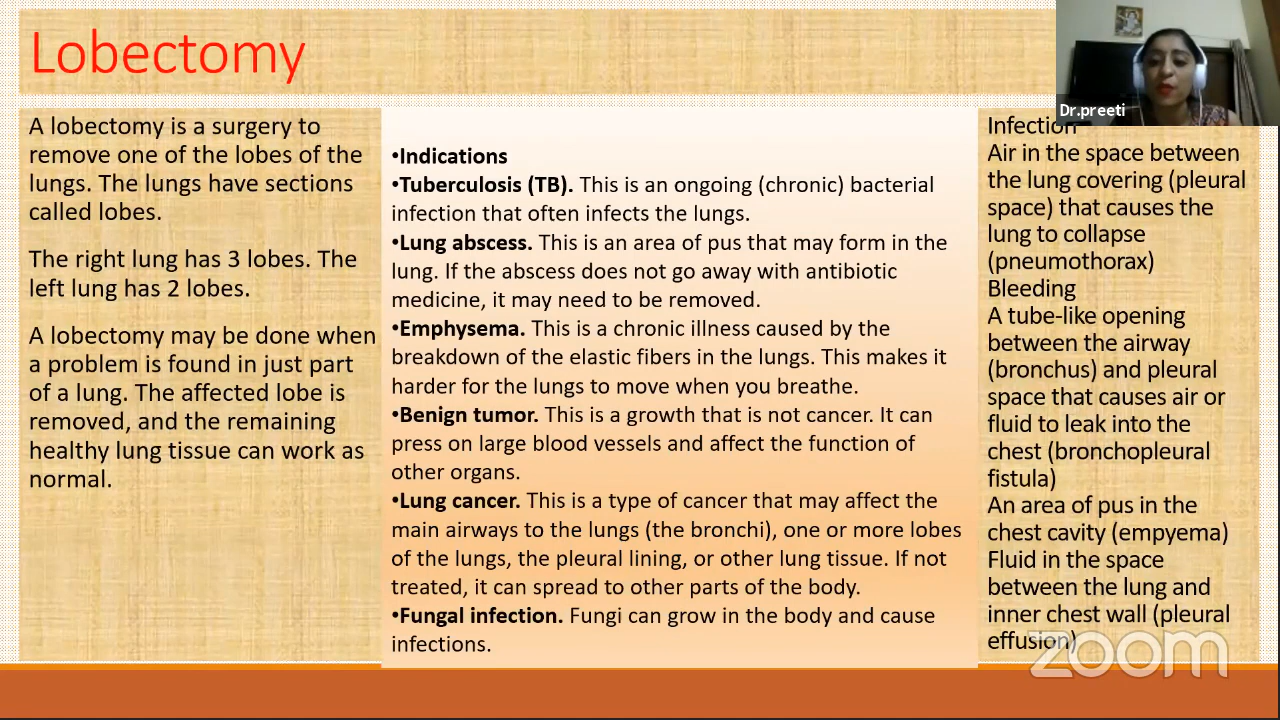 Lobectomy
Dr.preeti
A lobectomy is a surgery to
remove one of the lobes of the
lungs. The lungs have sections
called lobes.
The right lung has 3 lobes. The
left lung has 2 lobes.
A lobectomy may be done when
a problem is found in just part
of a lung. The affected lobe is
removed, and the remaining
healthy lung tissue can work as
normal.
•Indications
•Tuberculosis (TB). This is an ongoing (chronic) bacterial
infection that often infects the lungs.
•Lung abscess. This is an area of pus that may form in the
lung. If the abscess does not go away with antibiotic
medicine, it may need to be removed.
•Emphysema. This is a chronic illness caused by the
breakdown of the elastic fibers in the lungs. This makes it
harder for the lungs to move when you breathe.
•Benign tumor. This is a growth that is not cancer. It can
press on large blood vessels and affect the function of
other organs.
•Lung cancer. This is a type of cancer that may affect the
main airways to the lungs (the bronchi), one or more lobes
of the lungs, the pleural lining, or other lung tissue. If not
treated, it can spread to other parts of the body.
•Fungal infection. Fungi can grow in the body and cause
infections.
Infection
Air in the space between
the lung covering (pleural
space) that causes the
lung to collapse
(pneumothorax)
Bleeding
A tube-like opening
between the airway
(bronchus) and pleural
space that causes air or
fluid to leak into the
chest (bronchopleural
fistula)
An area of pus in the
chest cavity (empyema)
Fluid in the space
between the lung and
inner chest wall (pleural
effusion)
zoom